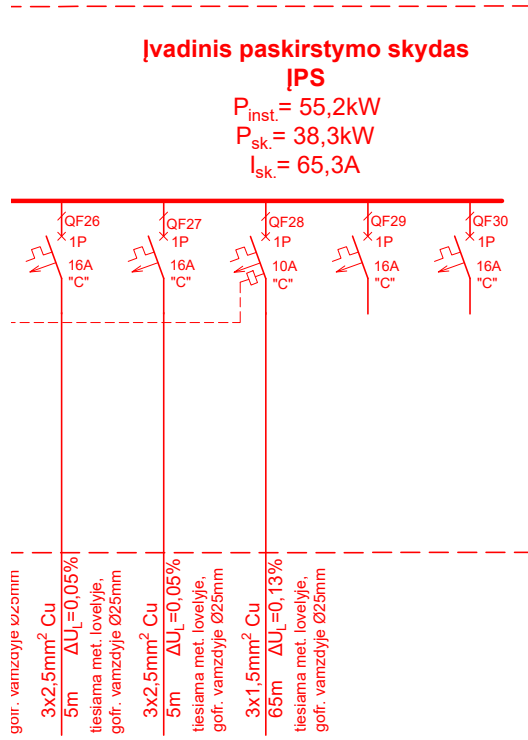 Įvadinis paskirstymo skydas
ĮPS
Pinst.= 55,2kW
Psk.= 38,3kW
Isk.= 65,3A
QF26
1P
16A
"C"
QF27
1P
16A
"C"
QF28
1P
10A
"C"
QF29
1P
16A
"C"
QF30
1P
16A
"C"
gofr. vamzdyje Ø25mm
3x2,5mm² Cu
5m ΔUL=0,05%
tiesiama met. lovelyje,
gofr. vamzdyje Ø25mm
3x2,5mm² Cu
5m ΔUL=0,05%
tiesiama met. lovelyje,
gofr. vamzdyje Ø25mm
3x1,5mm² Cu
65m ΔUL=0,13%
tiesiama met. lovelyje,
gofr. vamzdyje Ø25mm